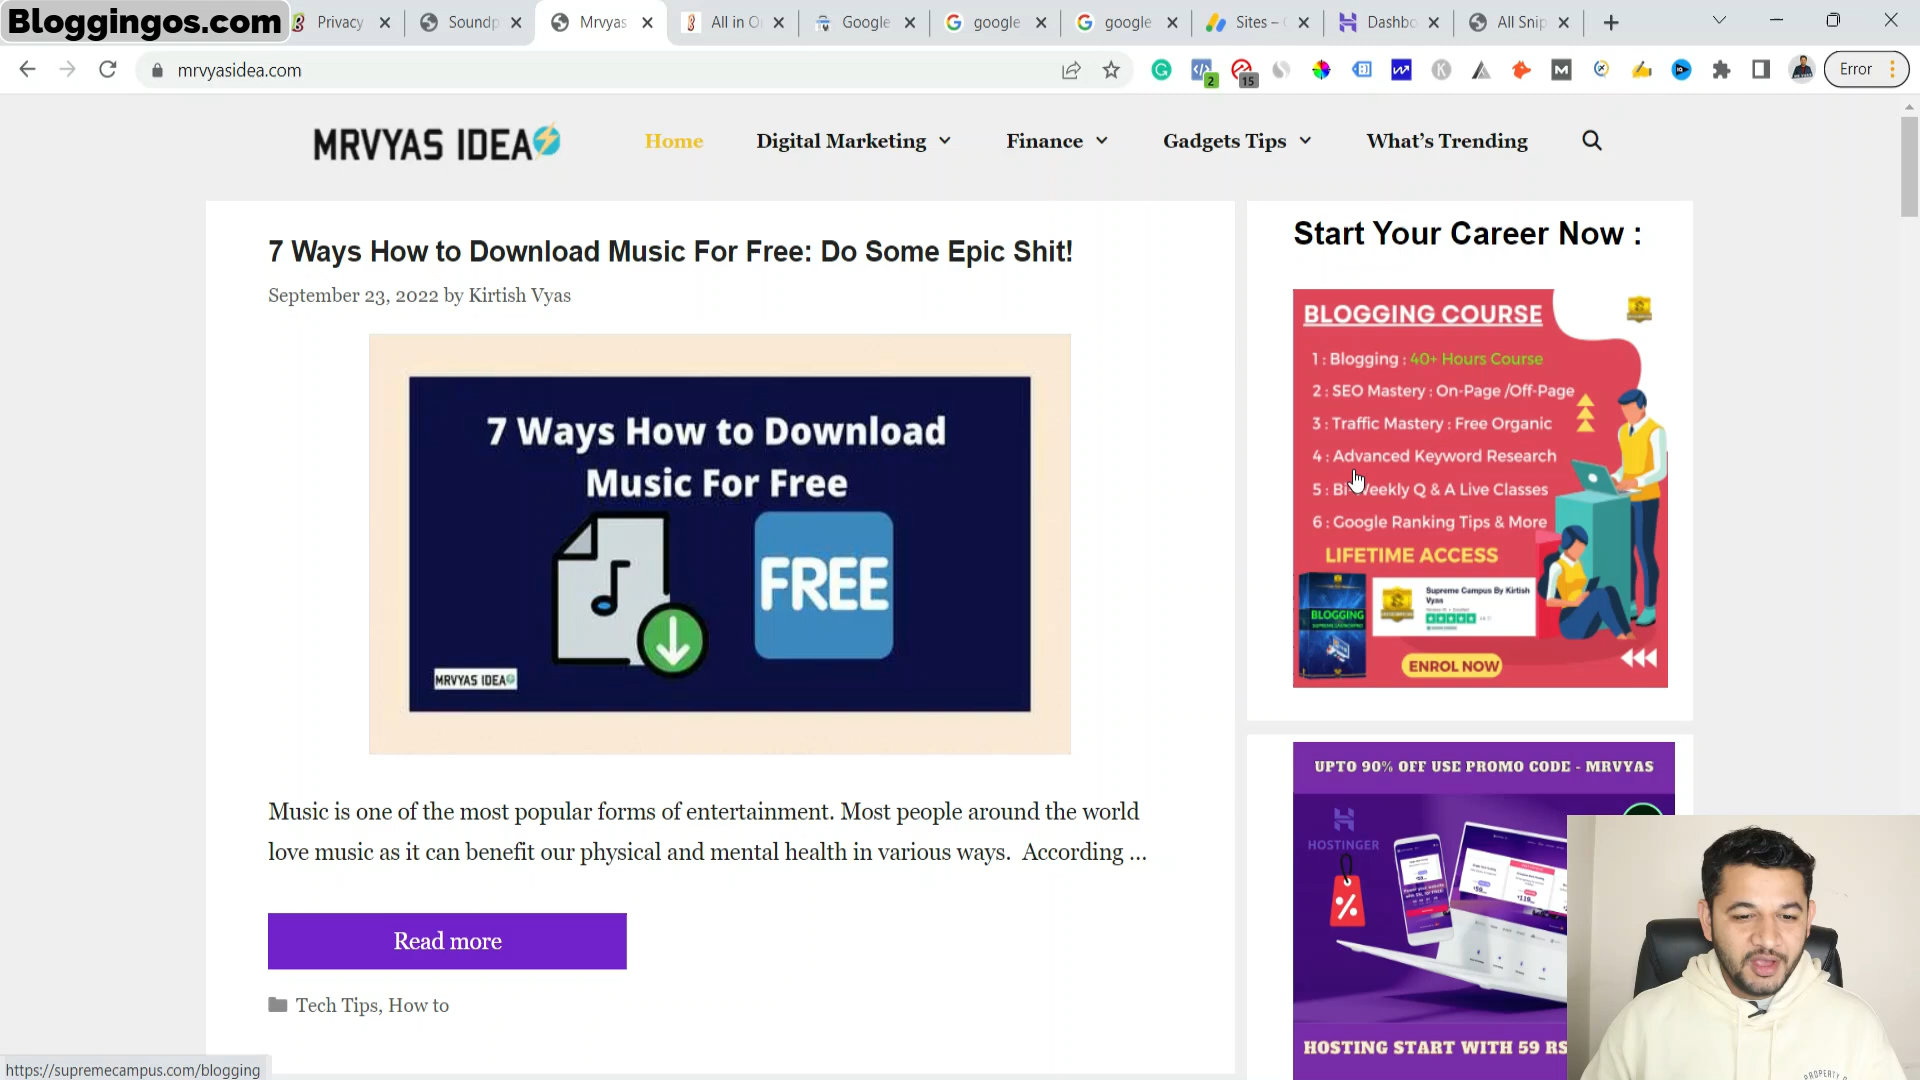 Bloggingos.com
Privacy
Soundp
Mrvyas
All in O
Google
google
google
Sites –
Dashbo
All Snip
mrvyasidea.com
2
15
Error
MRVYAS IDEA
Home
Digital Marketing
Finance
Gadgets Tips
What's Trending
7 Ways How to Download Music For Free: Do Some Epic Shit!
September 23, 2022 by Kirtish Vyas
7 Ways How to Download
Music For Free
FREE
MRVYAS IDEA
Music is one of the most popular forms of entertainment. Most people around the world
love music as it can benefit our physical and mental health in various ways. According ...
Read more
Tech Tips, How to
Start Your Career Now :
BLOGGING COURSE
1 : Blogging : 40+ Hours Course
2 : SEO Mastery : On-Page /Off-Page
3 : Traffic Mastery : Free Organic
4 : Advanced Keyword Research
5 : Bi-Weekly Q & A Live Classes
6 : Google Ranking Tips & More
LIFETIME ACCESS
Supreme Campus By Kirtish
Vyas
BLOGGING
ENROL NOW
UPTO 90% OFF USE PROMO CODE - MRVYAS
HOSTINGER
HOSTING START WITH 59 RS
https://supremecampus.com/blogging
PROPERTY